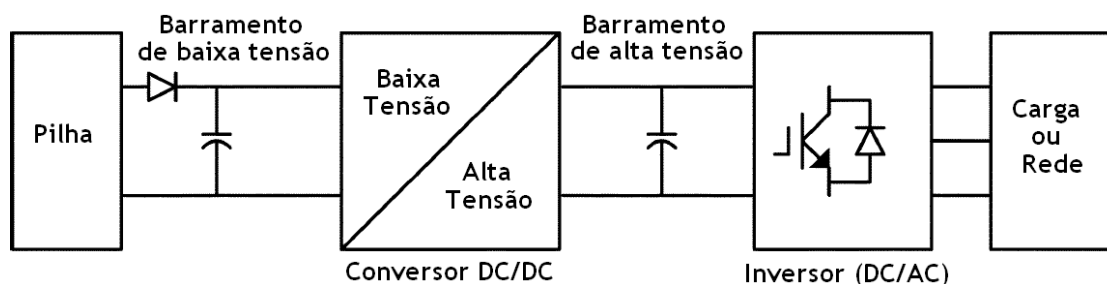 Pilha
Barramento
de baixa tensão
Baixa
Tensão
Alta
Tensão
Conversor DC/DC
Barramento
de alta tensão
Inversor (DC/AC)
Carga
ou
Rede